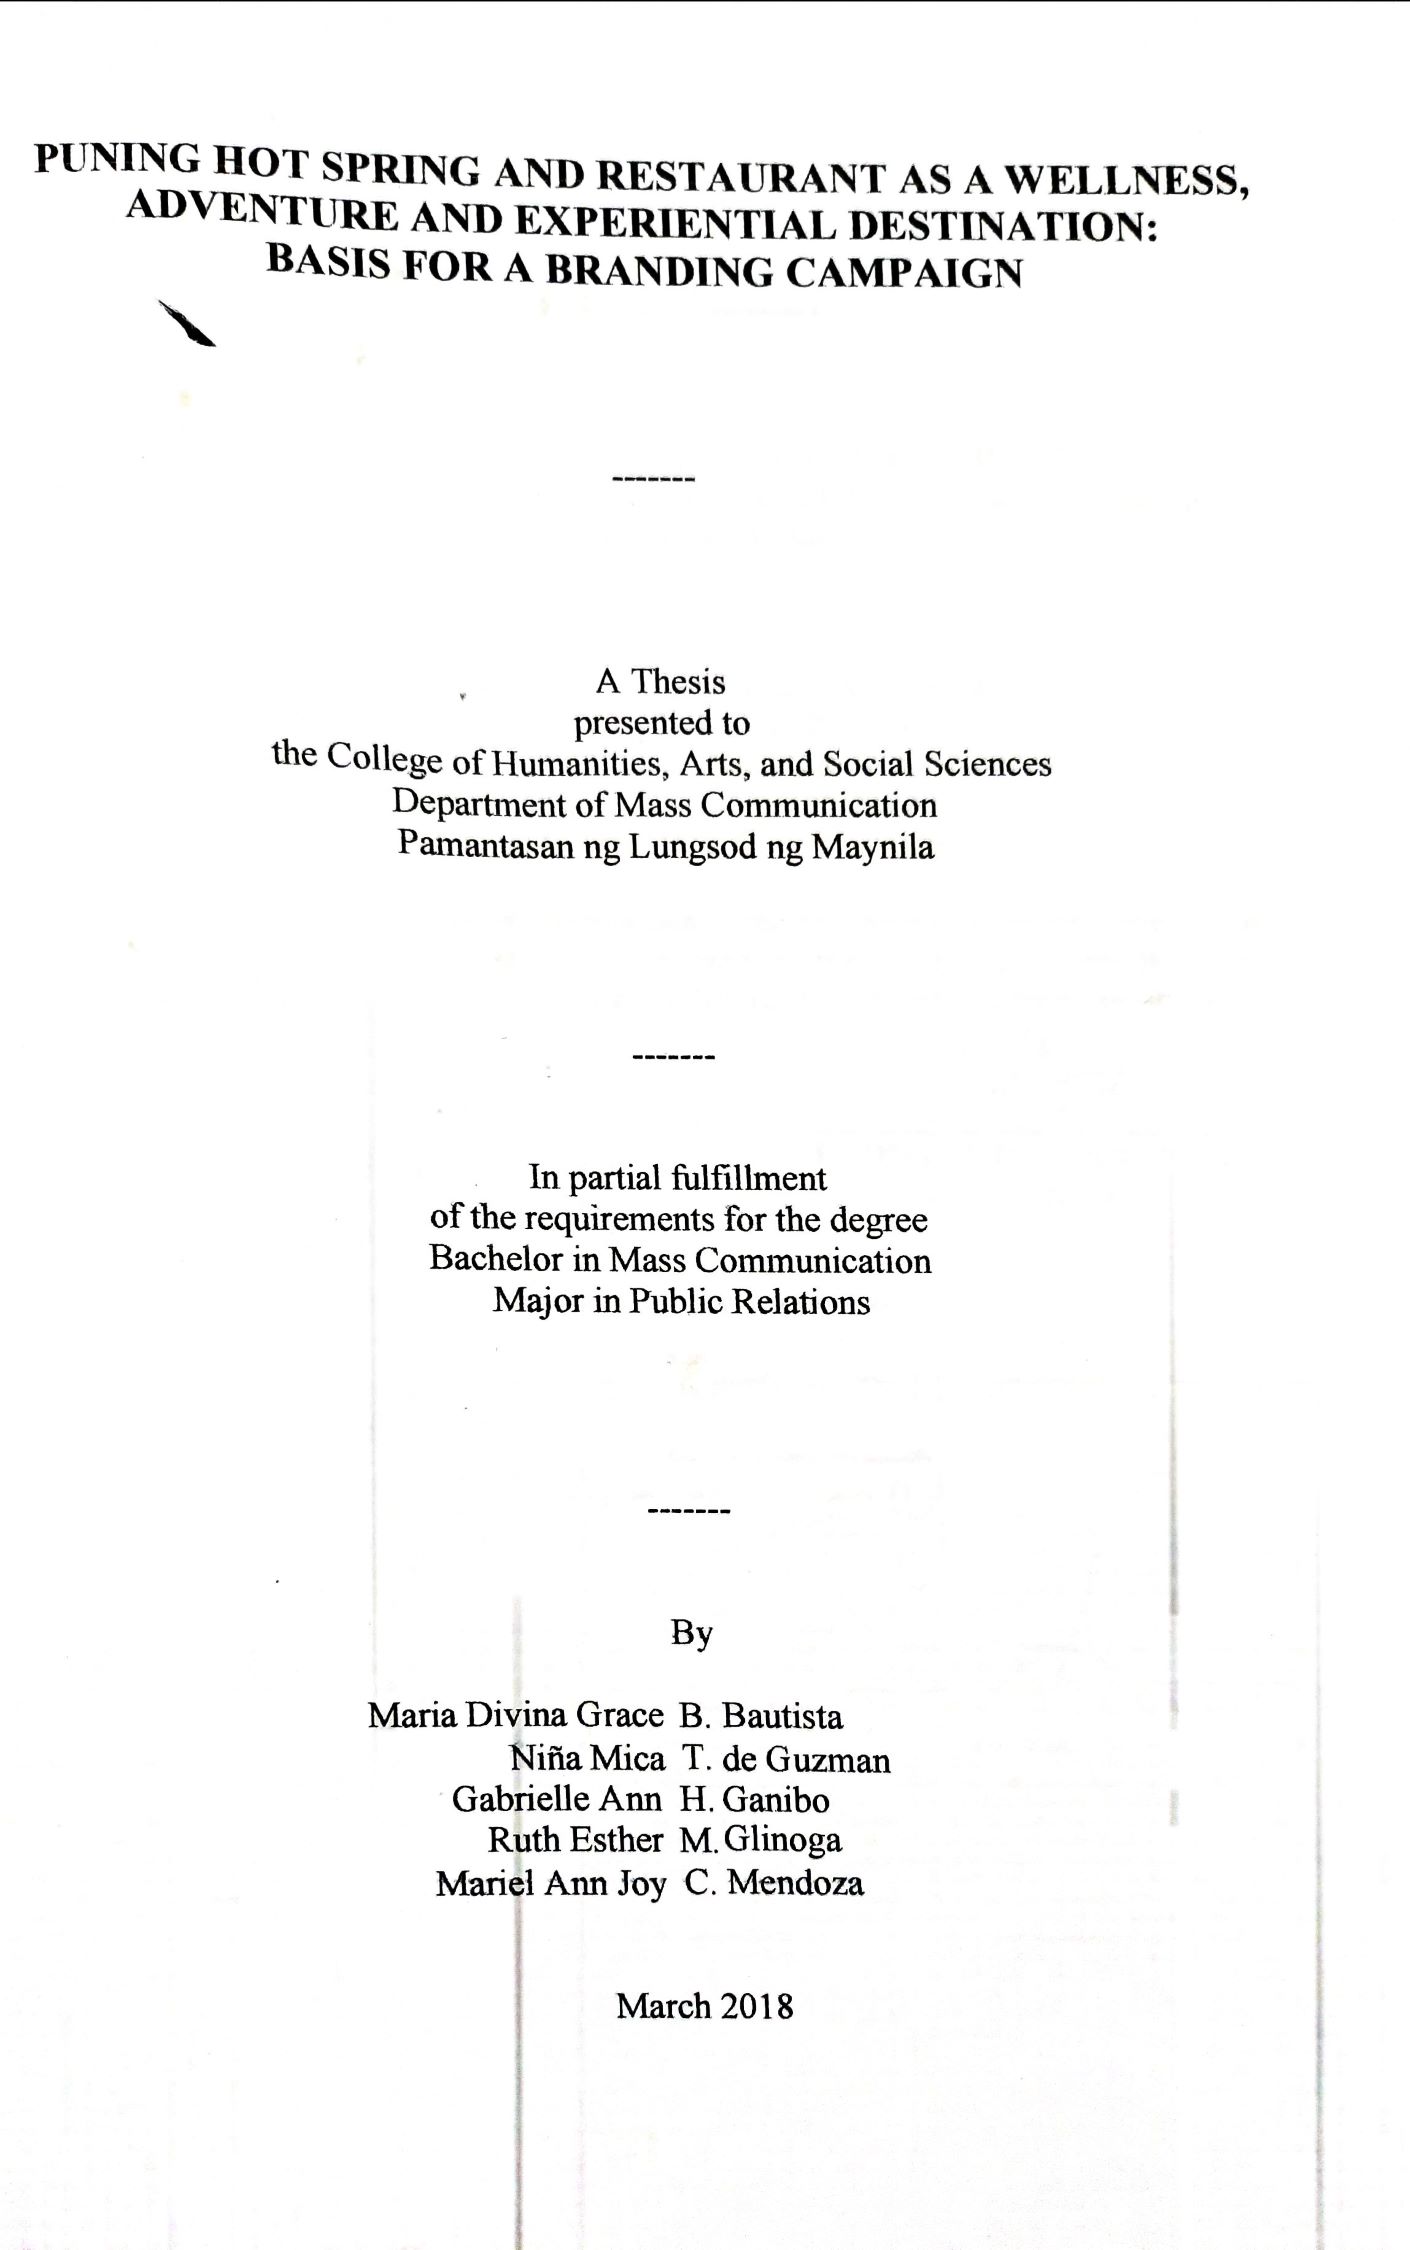 PUNING HOT SPRING AND RESTAURANT AS A WELLNESS,
ADVENTURE AND EXPERIENTIAL DESTINATION:
BASIS FOR A BRANDING CAMPAIGN
-------
A Thesis
presented to
the College of Humanities, Arts, and Social Sciences
Department of Mass Communication
Pamantasan ng Lungsod ng Maynila
-------
In partial fulfillment
of the requirements for the degree
Bachelor in Mass Communication
Major in Public Relations
-------
By
Maria Divina Grace B. Bautista
Niña Mica T. de Guzman
Gabrielle Ann H. Ganibo
Ruth Esther M. Glinoga
Mariel Ann Joy C. Mendoza
March 2018